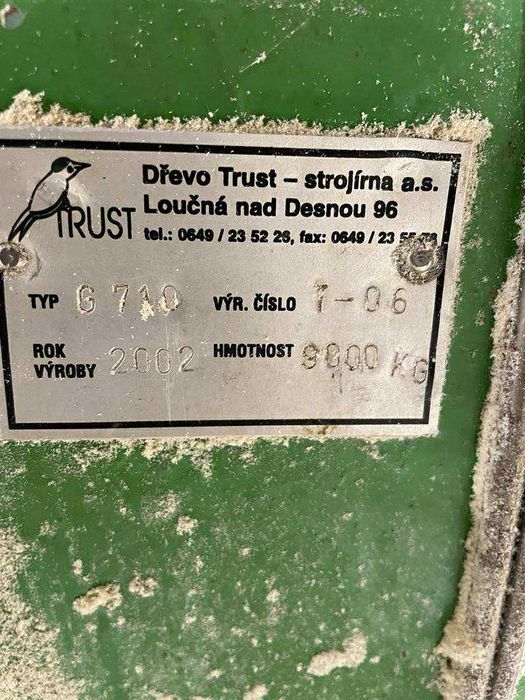 Dřevo Trust – strojírna a.s.
Loučná nad Desnou 96
TRUST tel.: 0649 / 23 52 26, fax: 0649 / 23
TYP G 710 VÝR. ČÍSLO 1-06
ROK VÝROBY 2002 HMOTNOST 9000 KG